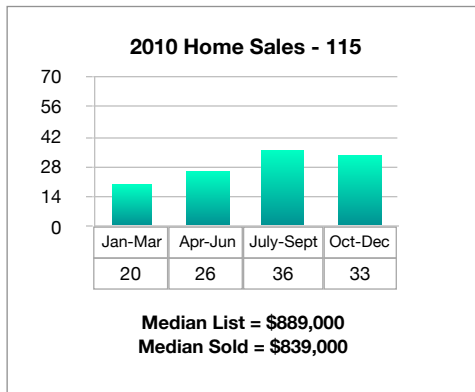 2010 Home Sales - 115
70
56
42
28
14
0
Jan-Mar Apr-Jun July-Sept Oct-Dec
20 26 36 33
Median List = $889,000
Median Sold = $839,000